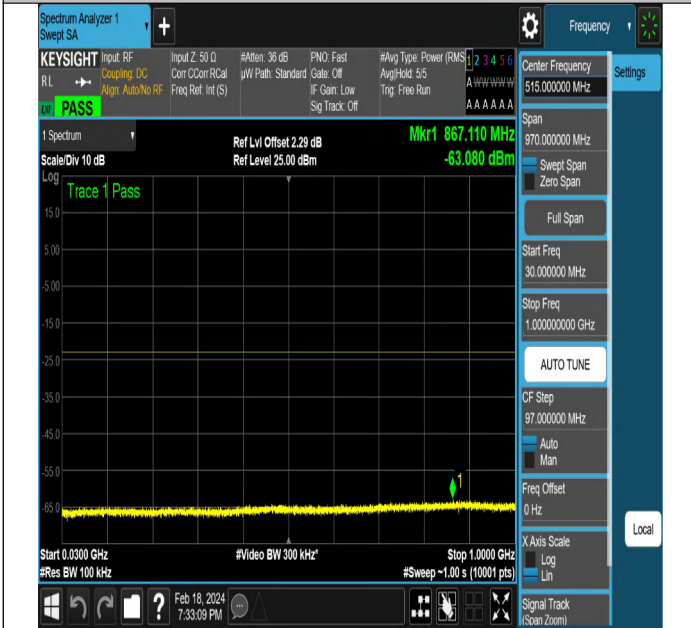 Spectrum Analyzer 1
Swept SA
+
Frequency
KEYSIGHT
RL
LXI
PASS
Input: RF
Coupling: DC
Align: Auto/No RF
Input Z: 50 Ω
Corr CCorr RCal
Freq Ref: Int (S)
#Atten: 36 dB
µW Path: Standard
PNO: Fast
Gate: Off
IF Gain: Low
Sig Track: Off
#Avg Type: Power (RMS
Avg|Hold: 5/5
Trig: Free Run
1 2 3 4 5 6
A W W W W W
A A A A A A
Center Frequency
515.000000 MHz
Settings
1 Spectrum
Scale/Div 10 dB
Ref Lvl Offset 2.29 dB
Ref Level 25.00 dBm
Mkr1 867.110 MHz
-63.080 dBm
Log
Trace 1 Pass
15.0
5.00
-5.00
-15.0
-25.0
-35.0
-45.0
-55.0
-65.0
1
Start 0.0300 GHz
#Res BW 100 kHz
#Video BW 300 kHz*
Stop 1.0000 GHz
#Sweep ~1.00 s (10001 pts)
Span
970.000000 MHz
Swept Span
Zero Span
Full Span
Start Freq
30.000000 MHz
Stop Freq
1.000000000 GHz
AUTO TUNE
CF Step
97.000000 MHz
Auto
Man
Freq Offset
0 Hz
X Axis Scale
Log
Lin
Signal Track
(Span Zoom)
Local
?
Feb 18, 2024
7:33:09 PM